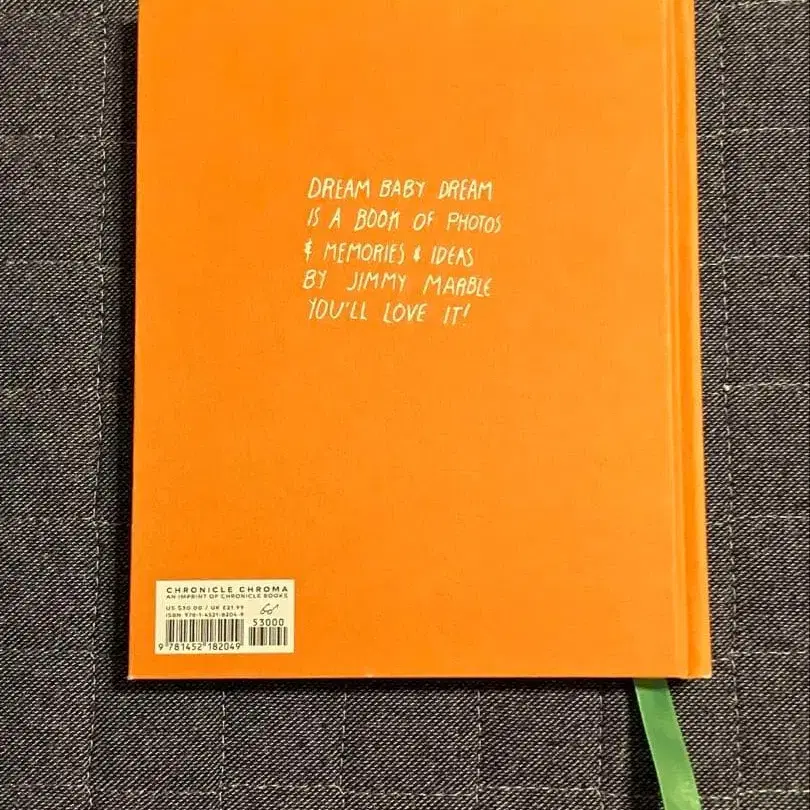 DREAM BABY DREAM
IS A BOOK OF PHOTOS
& MEMORIES & IDEAS
BY JIMMY MARBLE
YOU'LL LOVE IT!
CHRONICLE CHROMA
AN IMPRINT OF CHRONICLE BOOKS
US $30.00 / UK £21.99
ISBN 978-1-4521-8204-9
53000
9 781452 182049